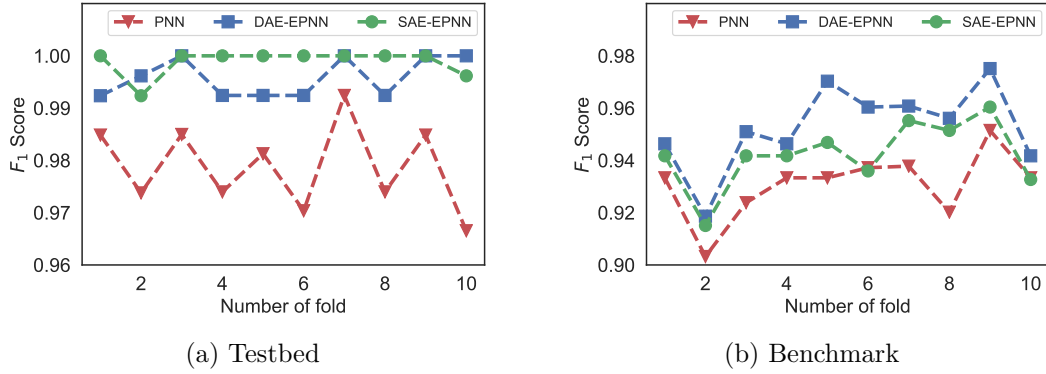 PNN DAE-EPNN SAE-EPNN
1.00
0.99
0.98
0.97
0.96
F1 Score
2 4 6 8 10
Number of fold
(a) Testbed
PNN DAE-EPNN SAE-EPNN
0.98
0.96
0.94
0.92
0.90
F1 Score
2 4 6 8 10
Number of fold
(b) Benchmark